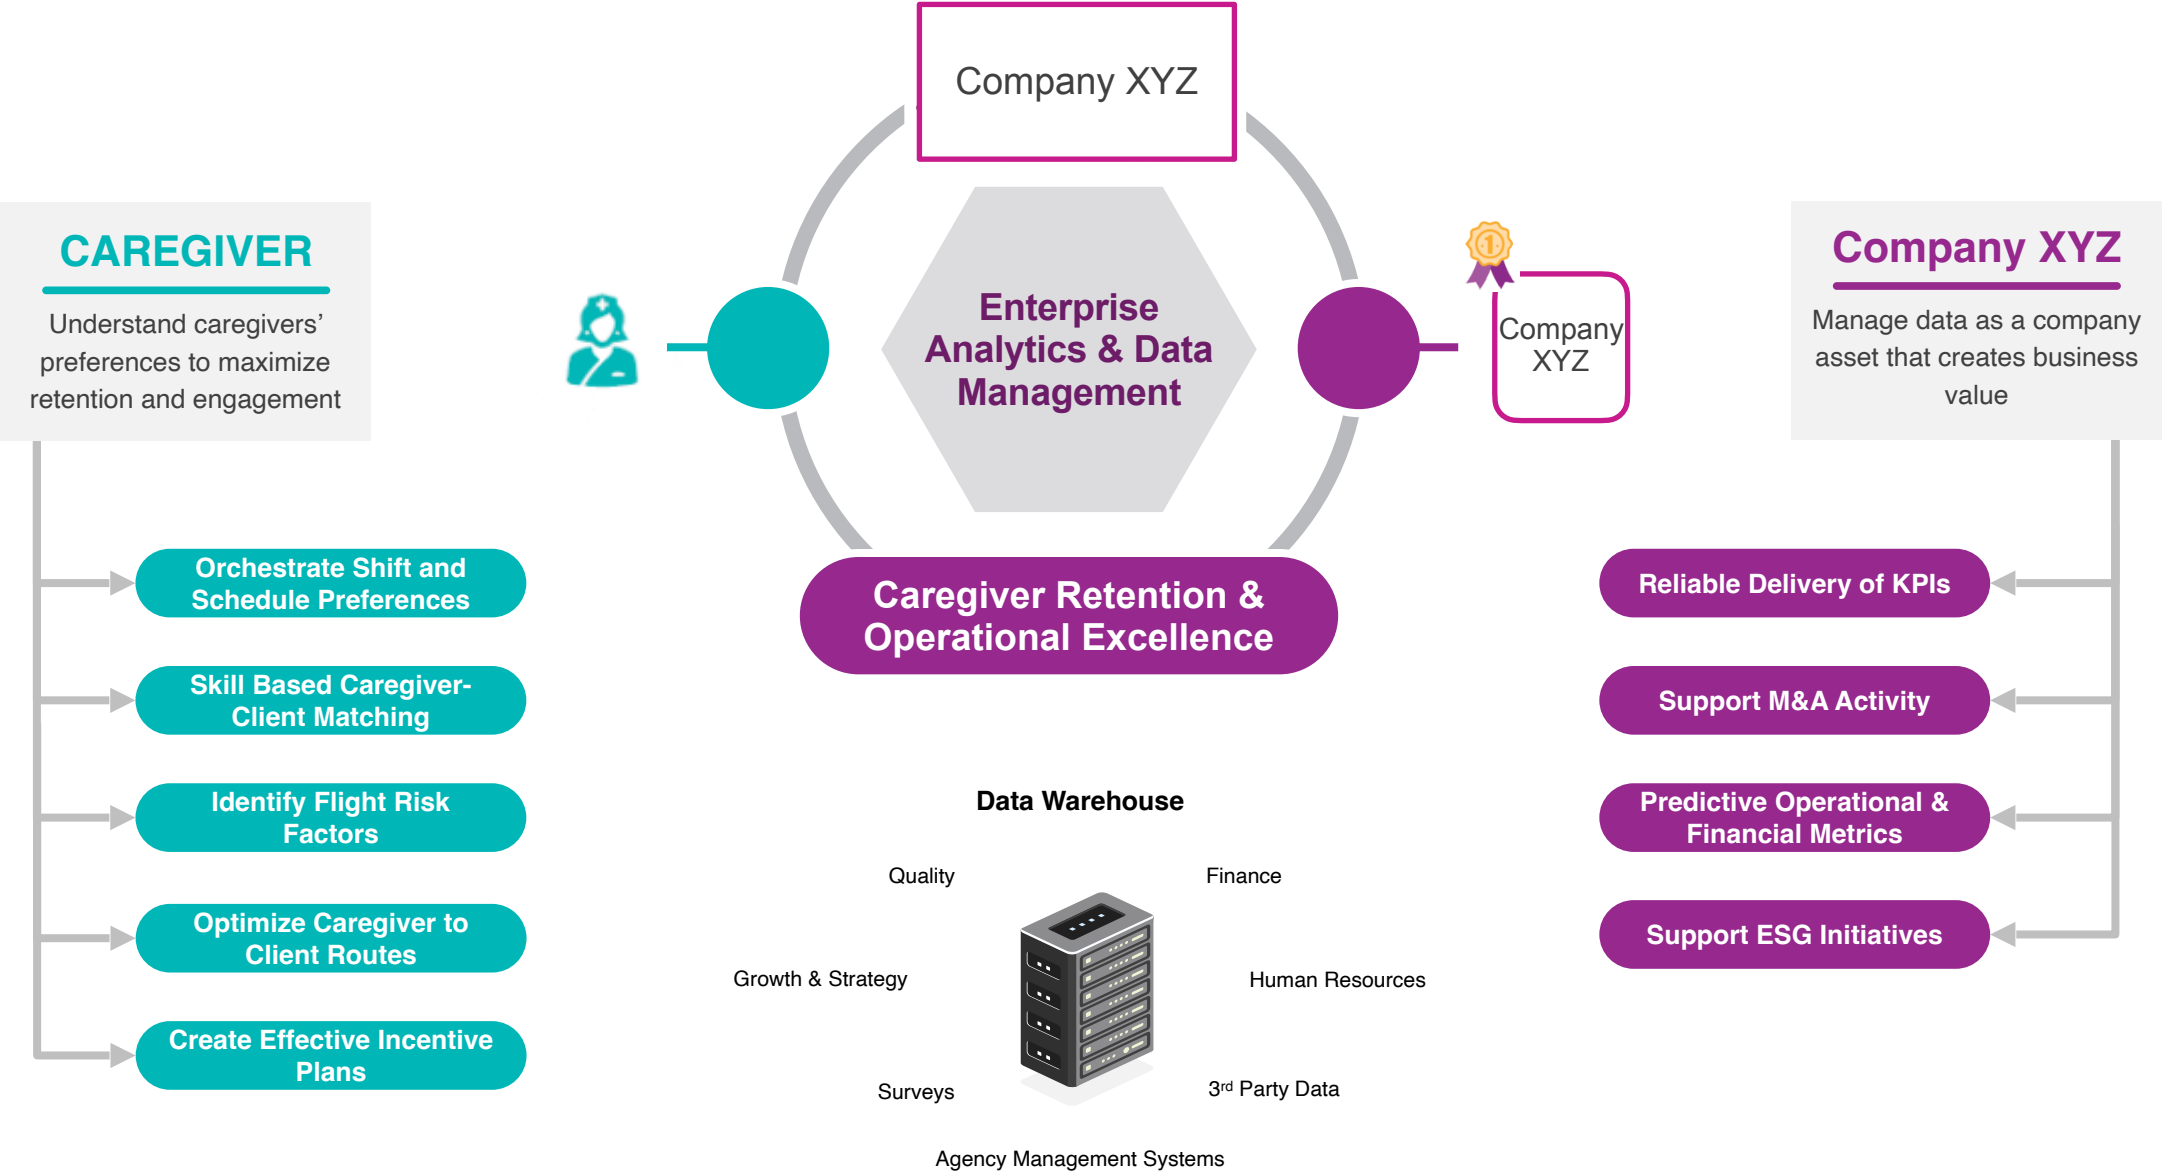 Company XYZ
CAREGIVER
Understand caregivers’
preferences to maximize
retention and engagement
Orchestrate Shift and
Schedule Preferences
Skill Based Caregiver-
Client Matching
Identify Flight Risk
Factors
Optimize Caregiver to
Client Routes
Create Effective Incentive
Plans
Enterprise
Analytics & Data
Management
1
Company
XYZ
Caregiver Retention &
Operational Excellence
Data Warehouse
Quality
Finance
Growth & Strategy
Human Resources
Surveys
3rd Party Data
Agency Management Systems
Company XYZ
Manage data as a company
asset that creates business
value
Reliable Delivery of KPIs
Support M&A Activity
Predictive Operational &
Financial Metrics
Support ESG Initiatives